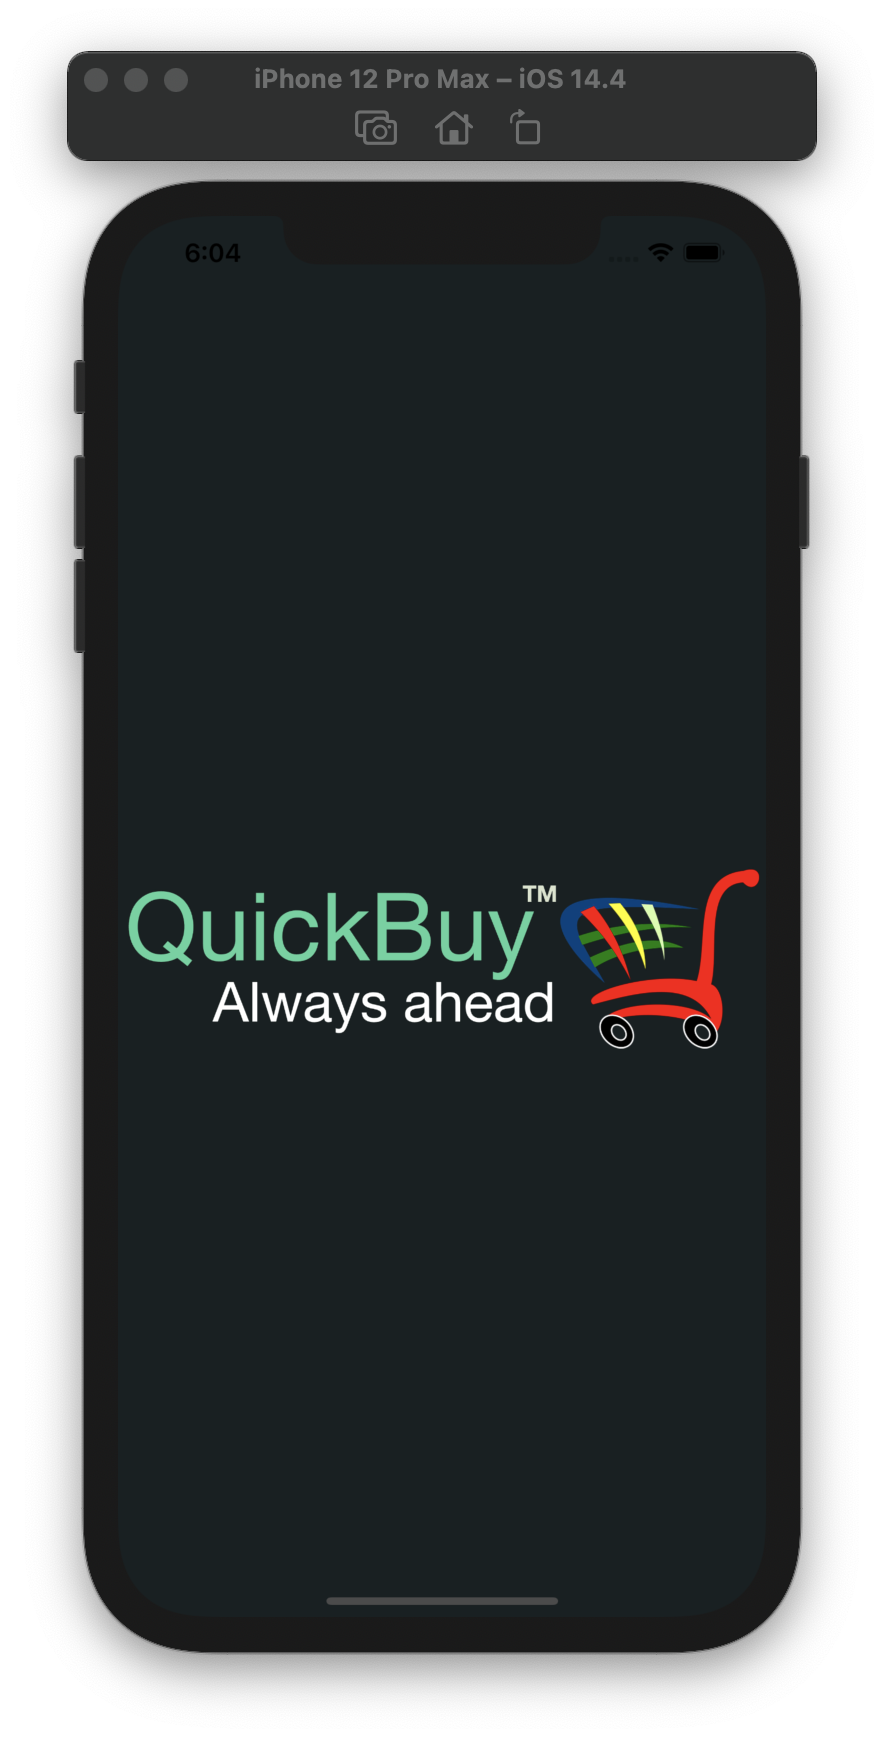 iPhone 12 Pro Max – iOS 14.4
6:04
QuickBuy™
Always ahead